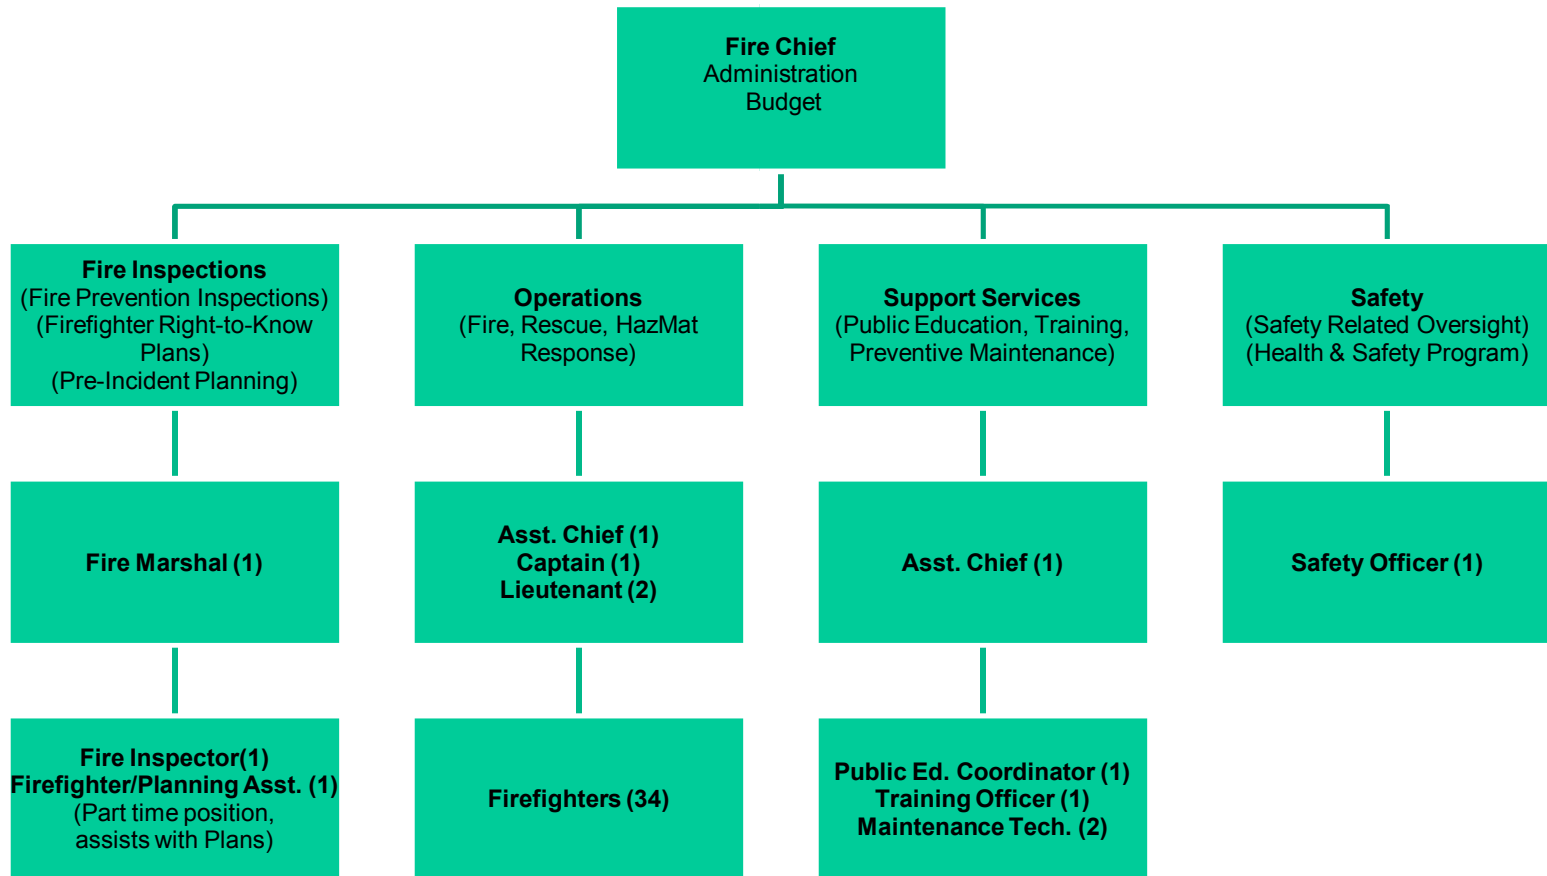 Fire Chief
Administration
Budget
Fire Inspections
(Fire Prevention Inspections)
(Firefighter Right-to-Know
Plans)
(Pre-Incident Planning)
Operations
(Fire, Rescue, HazMat
Response)
Support Services
(Public Education, Training,
Preventive Maintenance)
Safety
(Safety Related Oversight)
(Health & Safety Program)
Fire Marshal (1)
Asst. Chief (1)
Captain (1)
Lieutenant (2)
Asst. Chief (1)
Safety Officer (1)
Fire Inspector(1)
Firefighter/Planning Asst. (1)
(Part time position,
assists with Plans)
Firefighters (34)
Public Ed. Coordinator (1)
Training Officer (1)
Maintenance Tech. (2)